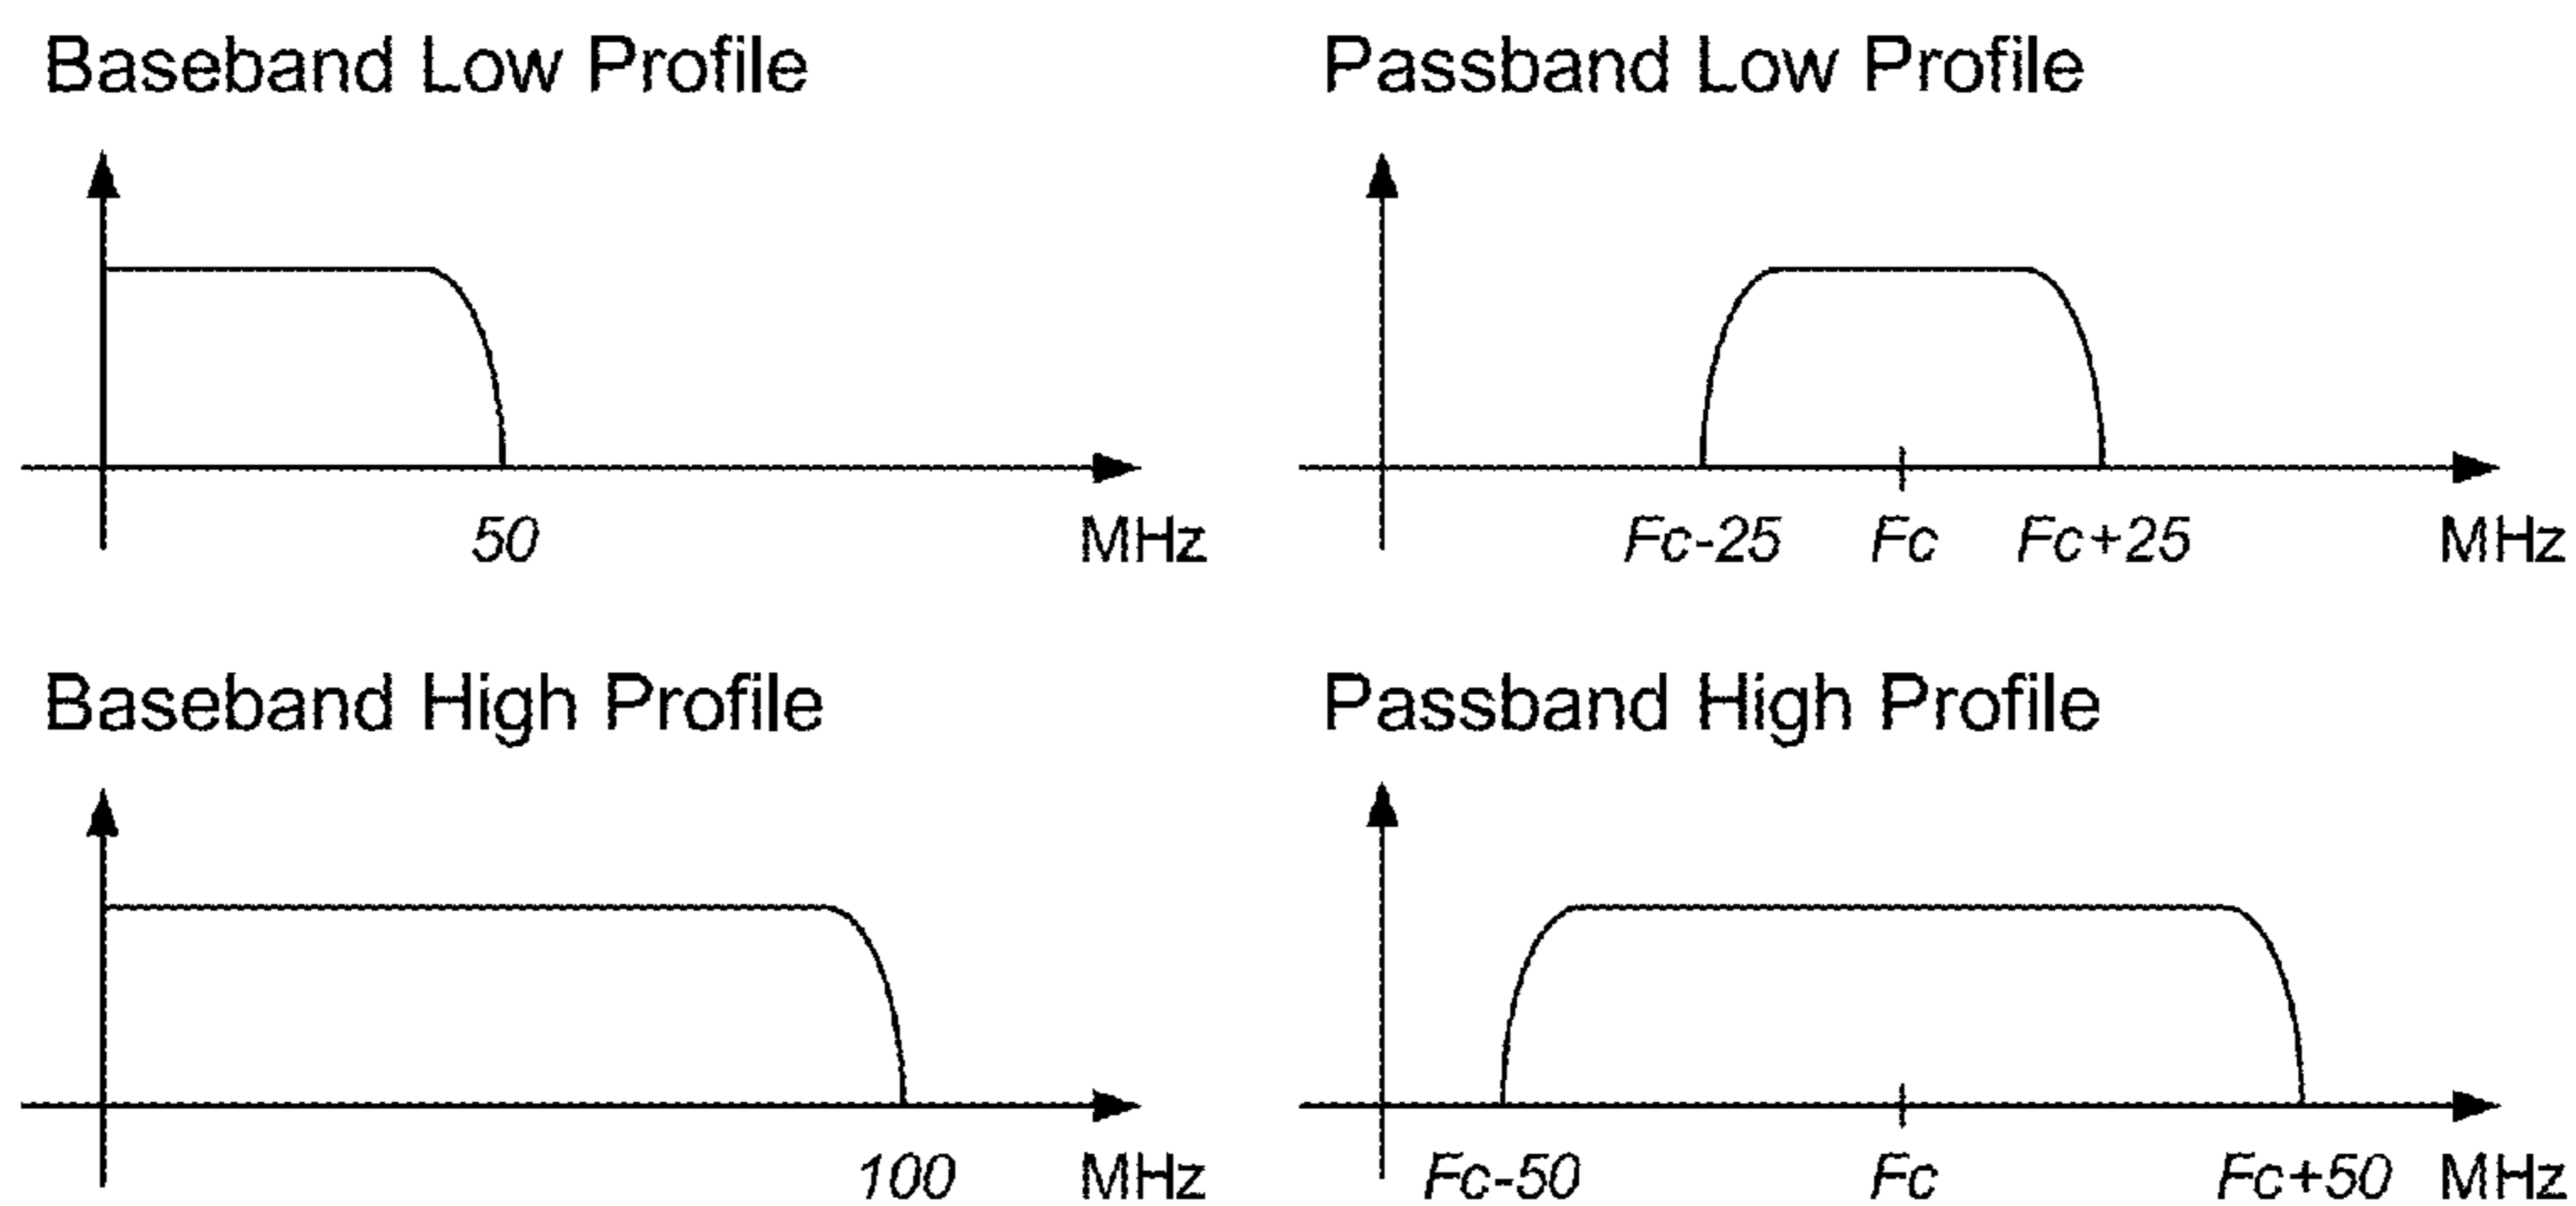 Baseband Low Profile
50 MHz
Passband Low Profile
Fc-25 Fc Fc+25 MHz
Baseband High Profile
100 MHz
Passband High Profile
Fc-50 Fc Fc+50 MHz